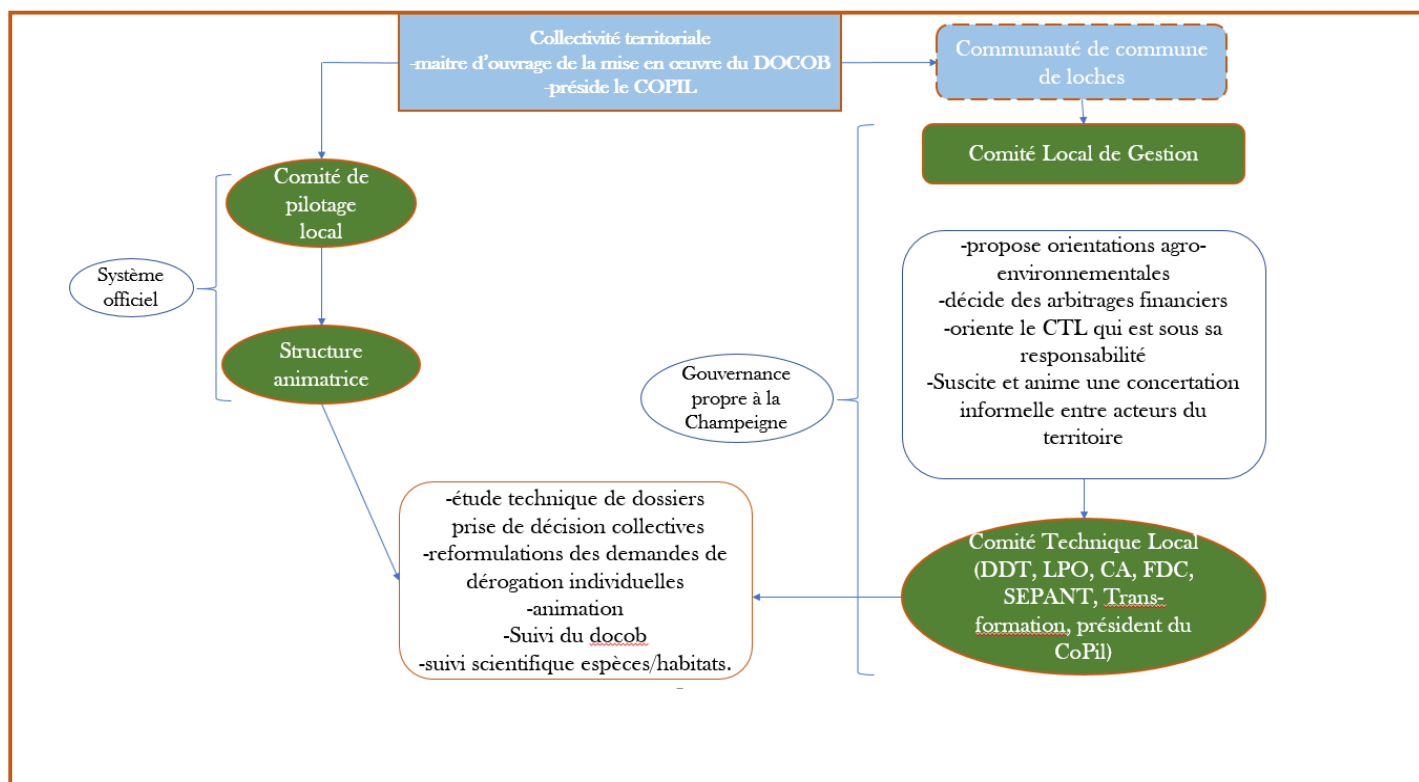 Collectivité territoriale
-maitre d'ouvrage de la mise en œuvre du DOCOB
-préside le COPIL
Communauté de commune
de loches
Comité Local de Gestion
Comité de
pilotage
local
Système
officiel
Structure
animatrice
-propose orientations agro-
environnementales
-décide des arbitrages financiers
-oriente le CTL qui est sous sa
responsabilité
-Suscite et anime une concertation
informelle entre acteurs du
territoire
Gouvernance
propre à la
Champeigne
-étude technique de dossiers
prise de décision collectives
-reformulations des demandes de
dérogation individuelles
-animation
-Suivi du docob
-suivi scientifique espèces/habitats.
Comité Technique Local
(DDT, LPO, CA, FDC,
SEPANT, Trans-
formation, président du
CoPil)